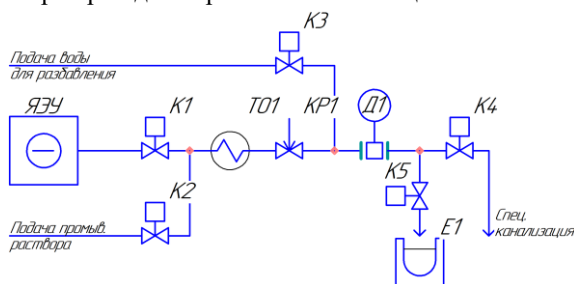 К3
Подача воды
для разбавления
ЯЭУ
К1
ТО1
КР1
Д1
К4
К5
К2
Подача промыв.
раствора
Е1
Спец.
канализация